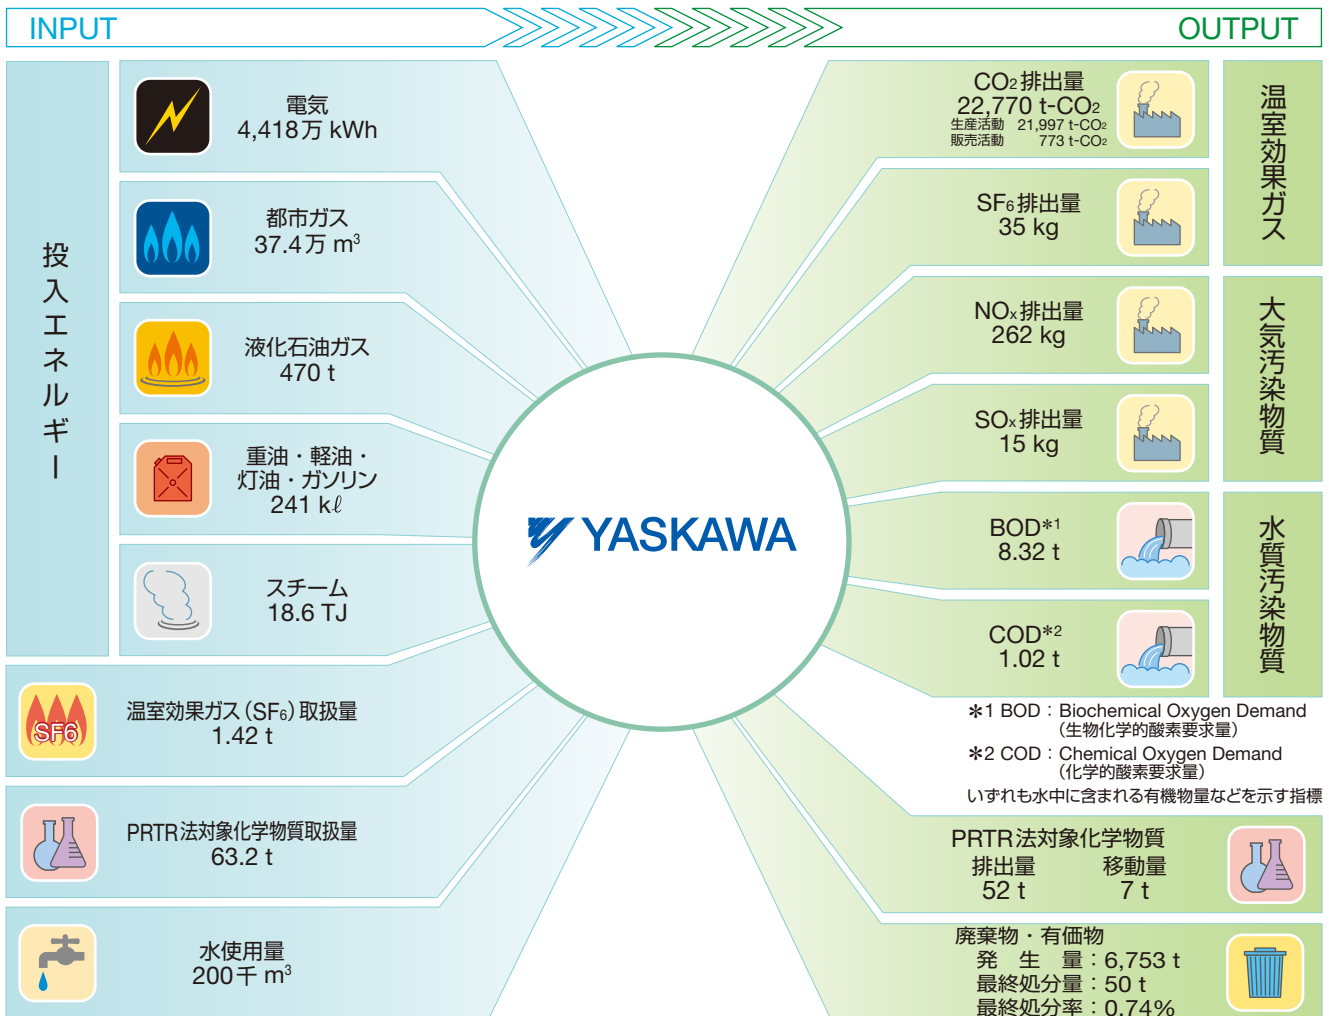 INPUT
OUTPUT
投入エネルギー
電気
4,418万 kWh
都市ガス
37.4万 m³
液化石油ガス
470 t
重油・軽油・
灯油・ガソリン
241 kℓ
スチーム
18.6 TJ
SF6
温室効果ガス(SF₆)取扱量
1.42 t
PRTR法対象化学物質取扱量
63.2 t
水使用量
200千 m³
YASKAWA
CO₂排出量
22,770 t-CO₂
生産活動 21,997 t-CO₂
販売活動 773 t-CO₂
SF₆排出量
35 kg
温室効果ガス
NOx排出量
262 kg
SOx排出量
15 kg
大気汚染物質
BOD*1
8.32 t
COD*2
1.02 t
水質汚染物質
*1 BOD：Biochemical Oxygen Demand
(生物化学的酸素要求量)
*2 COD：Chemical Oxygen Demand
(化学的酸素要求量)
いずれも水中に含まれる有機物量などを示す指標
PRTR法対象化学物質
排出量 移動量
52 t 7 t
廃棄物・有価物
発 生 量：6,753 t
最終処分量：50 t
最終処分率：0.74%